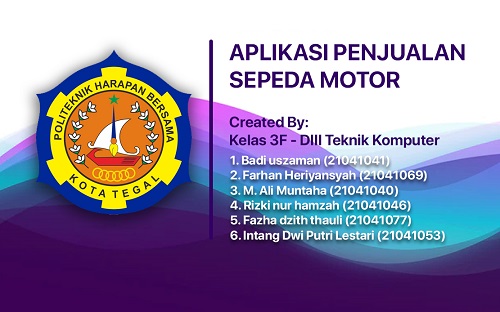 POLITEKNIK HARAPAN BERSAMA
KOTA TEGAL
APLIKASI PENJUALAN
SEPEDA MOTOR
Created By:
Kelas 3F - DIII Teknik Komputer
1. Badi uszaman (21041041)
2. Farhan Heriyansyah (21041069)
3. M. Ali Muntaha (21041040)
4. Rizki nur hamzah (21041046)
5. Fazha dzith thauli (21041077)
6. Intang Dwi Putri Lestari (21041053)